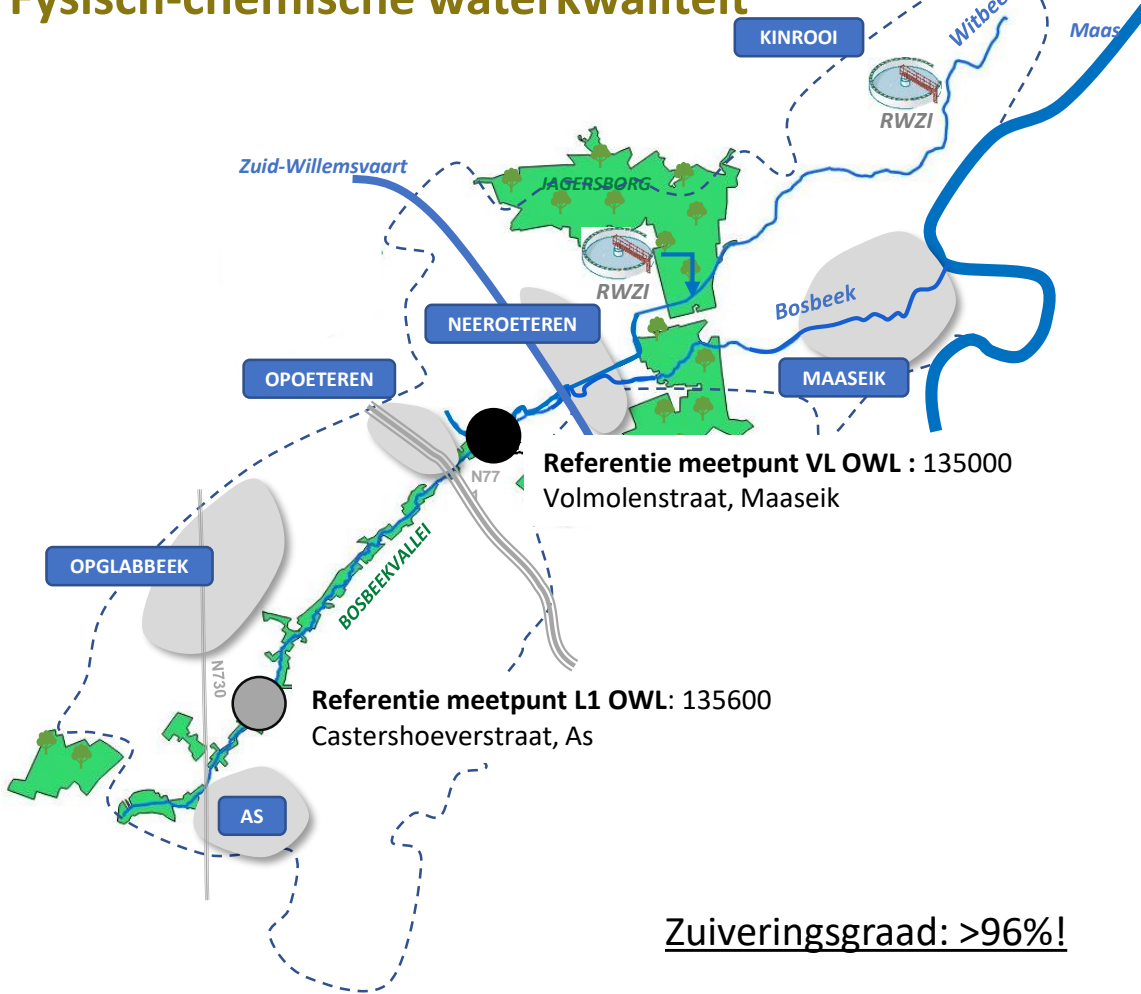 Fysisch-chemische waterkwaliteit
KINROOI
Maas
RWZI
Zuid-Willemsvaart
JAGERSBORG
RWZI
Bosbeek
NEEROETEREN
OPOETEREN
MAASEIK
N77
1
Referentie meetpunt VL OWL : 135000
Volmolenstraat, Maaseik
OPGLABBEEK
BOSBEEKVALLEI
N730
Referentie meetpunt L1 OWL: 135600
Castershoeverstraat, As
AS
Zuiveringsgraad: >96%!